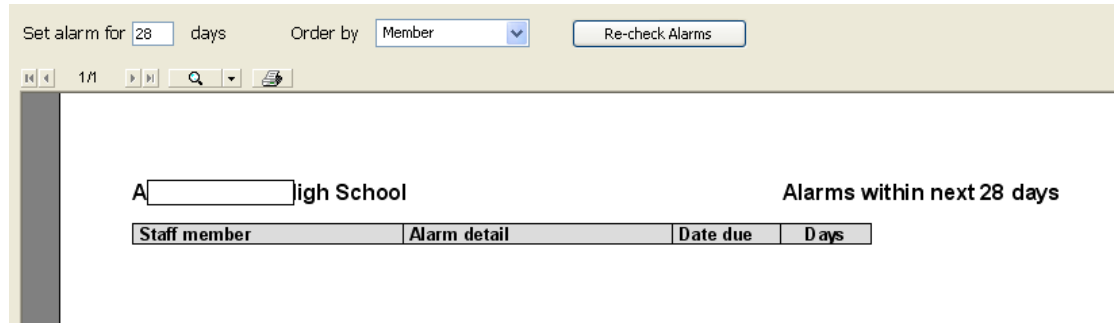 Set alarm for 28 days Order by Member Re-check Alarms
1/1
A igh School Alarms within next 28 days
Staff member Alarm detail Date due Days